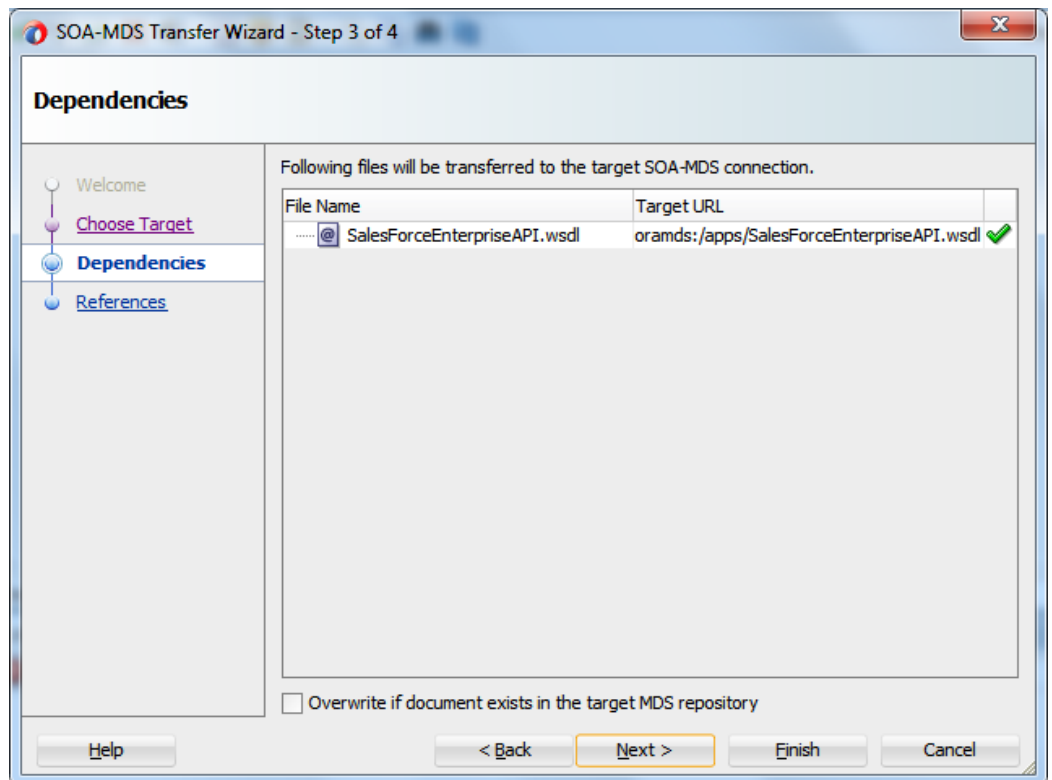 SOA-MDS Transfer Wizard - Step 3 of 4
X
Dependencies
Welcome
Choose Target
Dependencies
References
Following files will be transferred to the target SOA-MDS connection.
File Name Target URL
@ SalesForceEnterpriseAPI.wsdl oramds:/apps/SalesForceEnterpriseAPI.wsdl
Overwrite if document exists in the target MDS repository
Help < Back Next > Finish Cancel